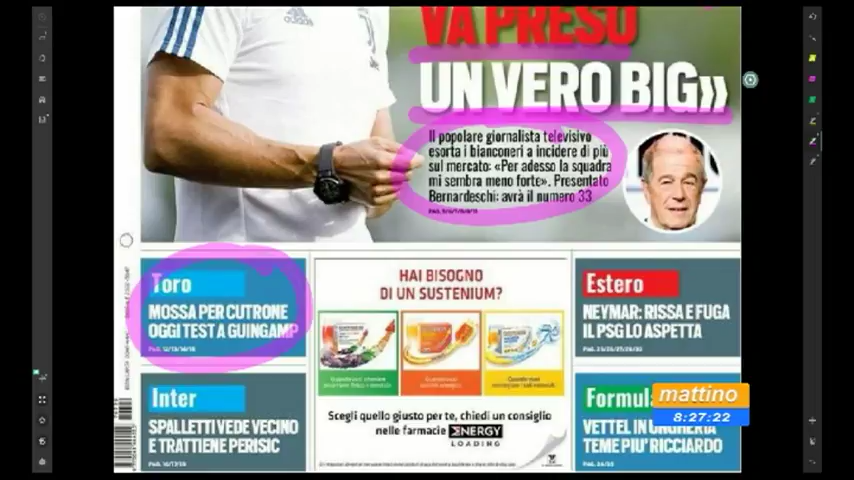 VA PRESO
UN VERO BIG»
Il popolare giornalista televisivo
esorta i bianconeri a incidere di più
sul mercato: «Per adesso la squadra
mi sembra meno forte». Presentato
Bernardeschi: avrà il numero 33
Toro
MOSSA PER CUTRONE
OGGI TEST A GUINGAMP
HAI BISOGNO
DI UN SUSTENIUM?
Estero
NEYMAR: RISSA E FUGA
IL PSG LO ASPETTA
Inter
SPALLETTI VEDE VECINO
E TRATTIENE PERISIC
Scegli quello giusto per te, chiedi un consiglio
nelle farmacie ENERGY
LOADING
Formula
VETTEL IN UNGHERIA
TEME PIU' RICCIARDO
mattino
8:27:22